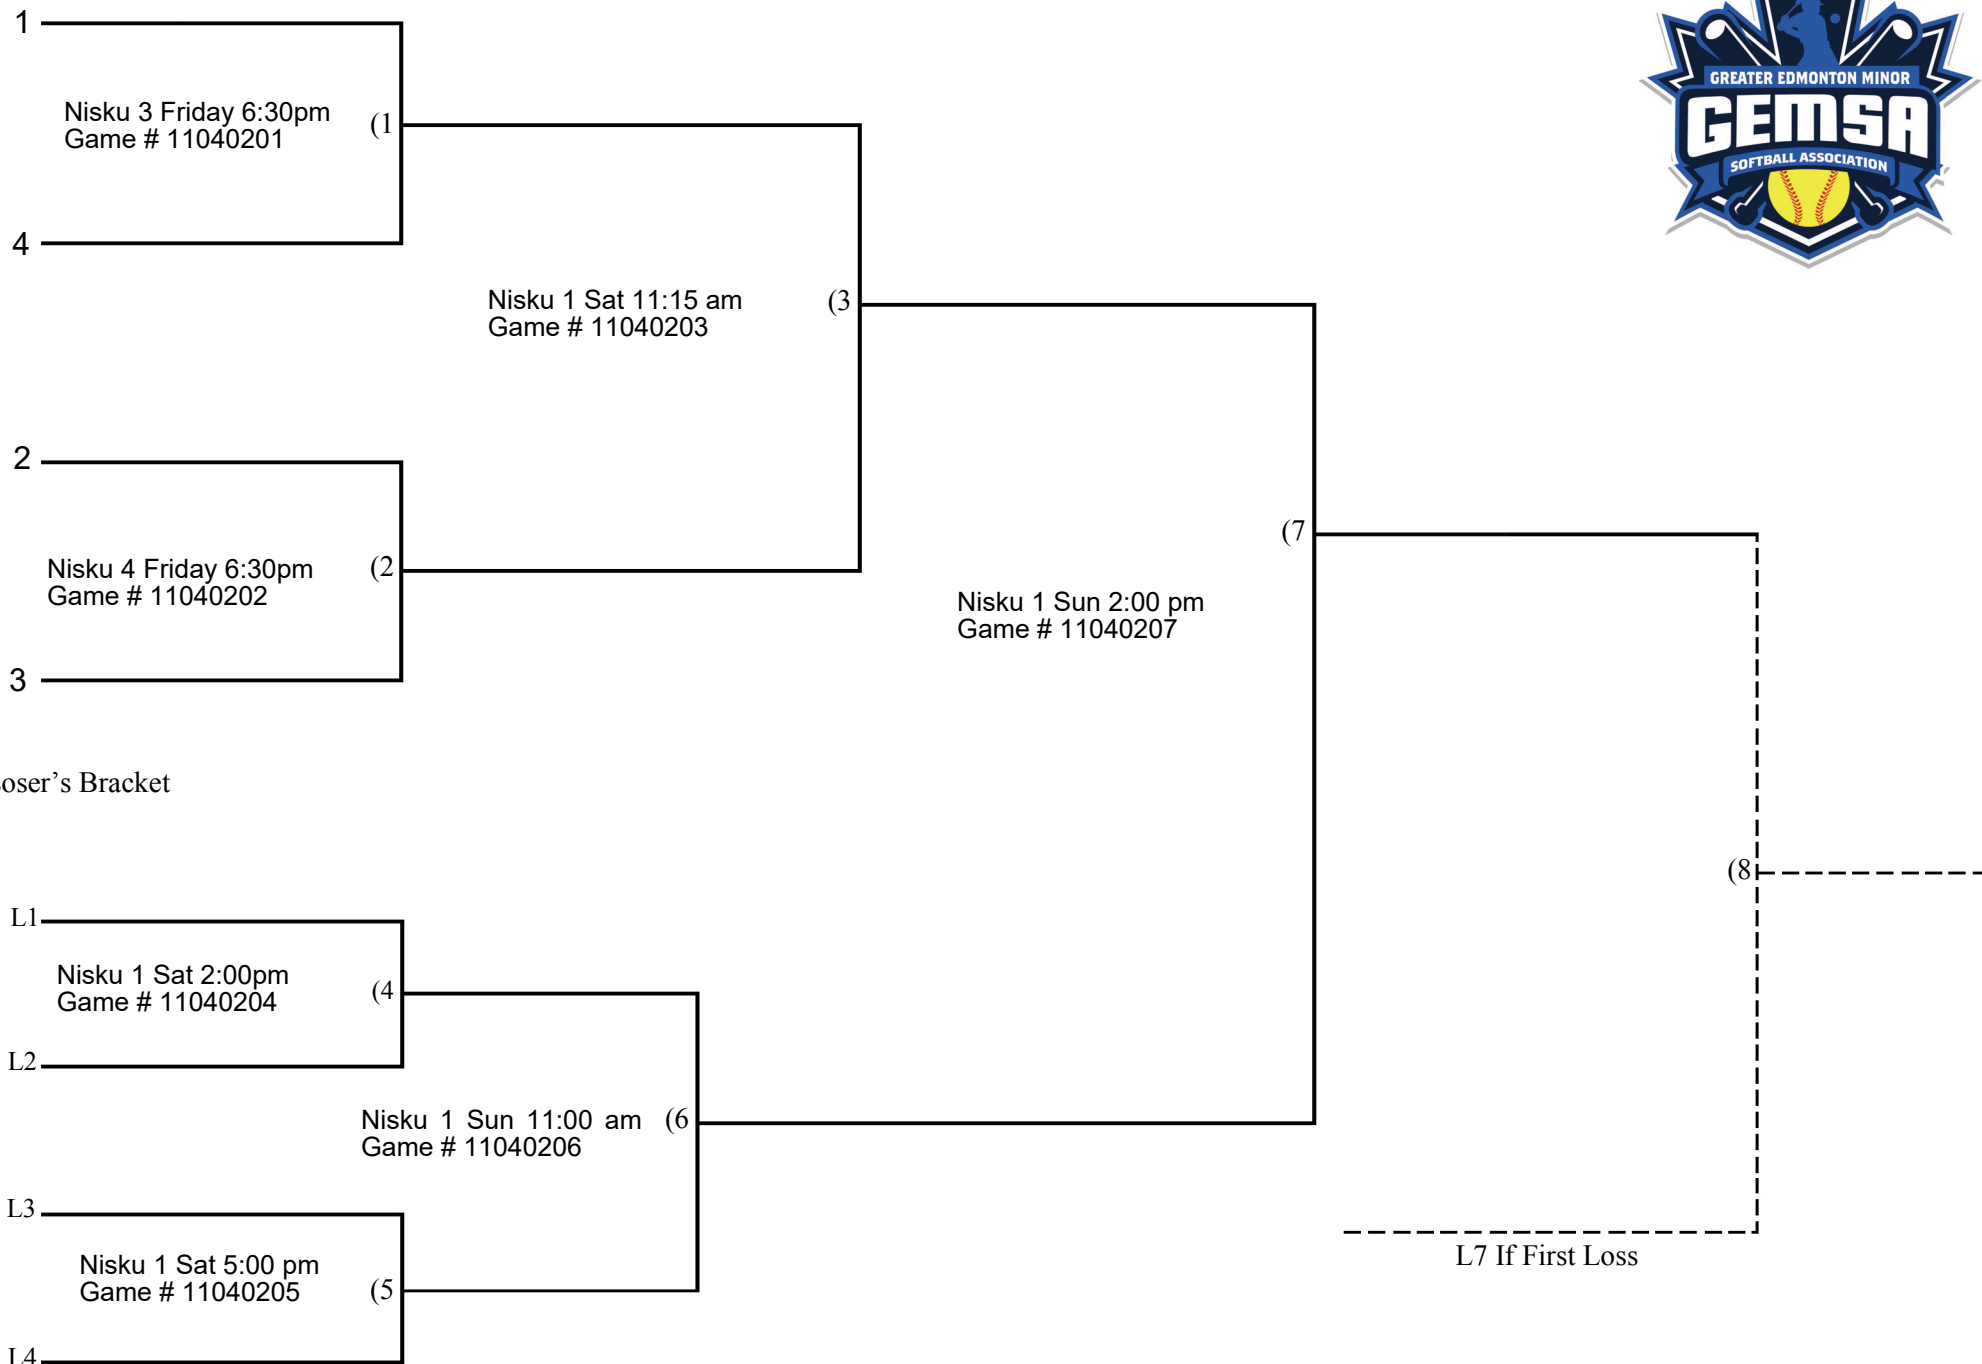 1
Nisku 3 Friday 6:30pm
Game # 11040201
(1
4
GREATER EDMONTON MINOR
GEMSA
SOFTBALL ASSOCIATION
Nisku 1 Sat 11:15 am
Game # 11040203
(3
2
Nisku 4 Friday 6:30pm
Game # 11040202
(2
3
(7
Nisku 1 Sun 2:00 pm
Game # 11040207
oser’s Bracket
(8
L1
Nisku 1 Sat 2:00pm
Game # 11040204
(4
L2
Nisku 1 Sun 11:00 am
Game # 11040206
(6
L3
Nisku 1 Sat 5:00 pm
Game # 11040205
(5
L4
L7 If First Loss